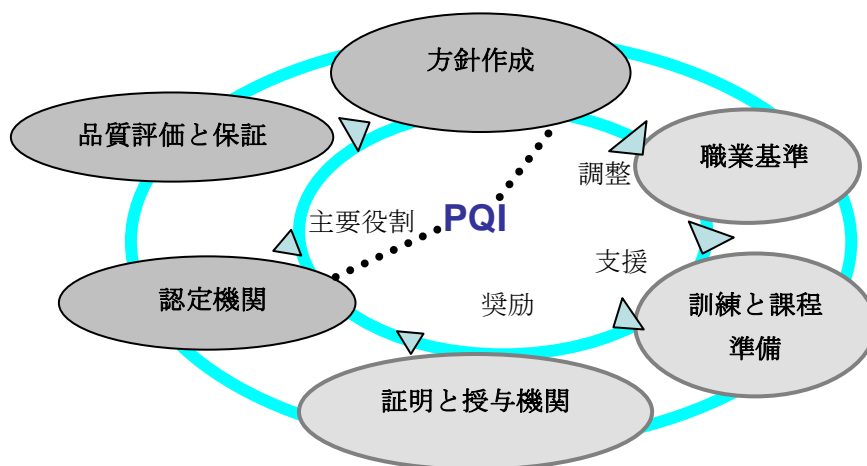 方針作成
品質評価と保証
職業基準
調整
主要役割
PQI
支援
認定機関
奨励
訓練と課程
準備
証明と授与機関